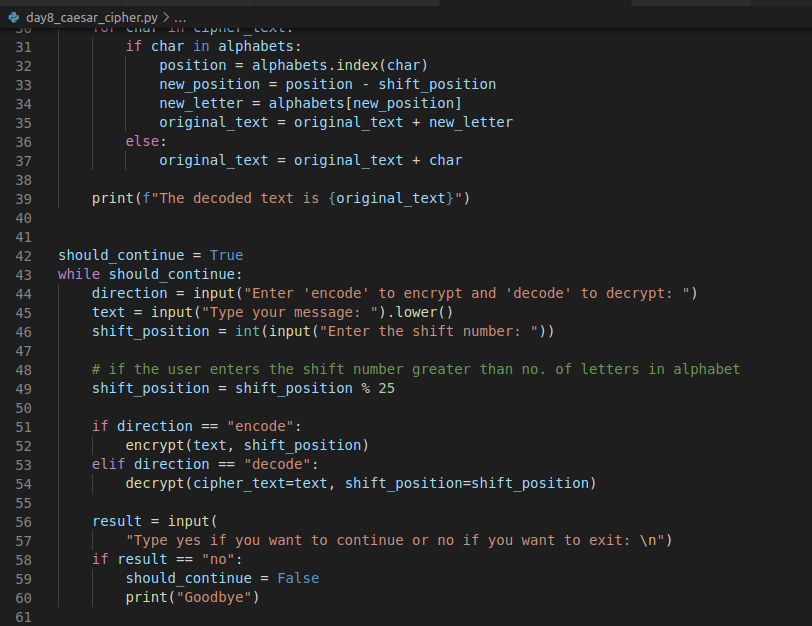 day8_caesar_cipher.py > ...
30 for char in cipher_text:
31         if char in alphabets:
32             position = alphabets.index(char)
33             new_position = position - shift_position
34             new_letter = alphabets[new_position]
35             original_text = original_text + new_letter
36         else:
37             original_text = original_text + char
38
39     print(f"The decoded text is {original_text}")
40
41
42 should_continue = True
43 while should_continue:
44     direction = input("Enter 'encode' to encrypt and 'decode' to decrypt: ")
45     text = input("Type your message: ").lower()
46     shift_position = int(input("Enter the shift number: "))
47
48     # if the user enters the shift number greater than no. of letters in alphabet
49     shift_position = shift_position % 25
50
51     if direction == "encode":
52         encrypt(text, shift_position)
53     elif direction == "decode":
54         decrypt(cipher_text=text, shift_position=shift_position)
55
56     result = input(
57         "Type yes if you want to continue or no if you want to exit: \n")
58     if result == "no":
59         should_continue = False
60         print("Goodbye")
61